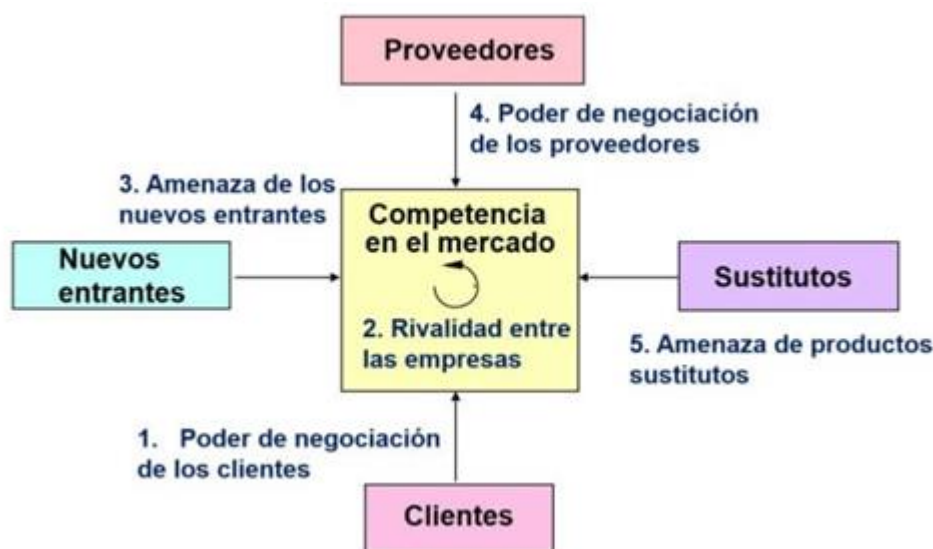 Proveedores
4. Poder de negociación
de los proveedores
3. Amenaza de los
nuevos entrantes
Competencia
en el mercado
Nuevos
entrantes
Sustitutos
2. Rivalidad entre
las empresas
5. Amenaza de productos
sustitutos
1. Poder de negociación
de los clientes
Clientes